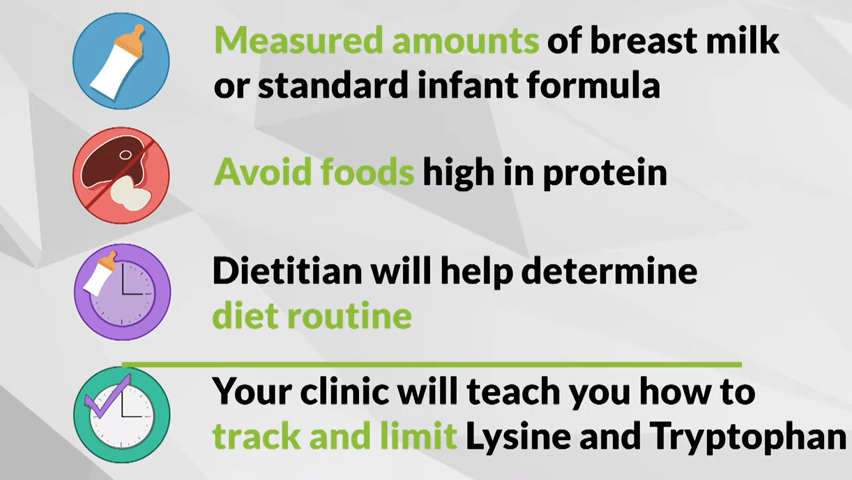 Measured amounts of breast milk
or standard infant formula
Avoid foods high in protein
Dietitian will help determine
diet routine
Your clinic will teach you how to
track and limit Lysine and Tryptophan